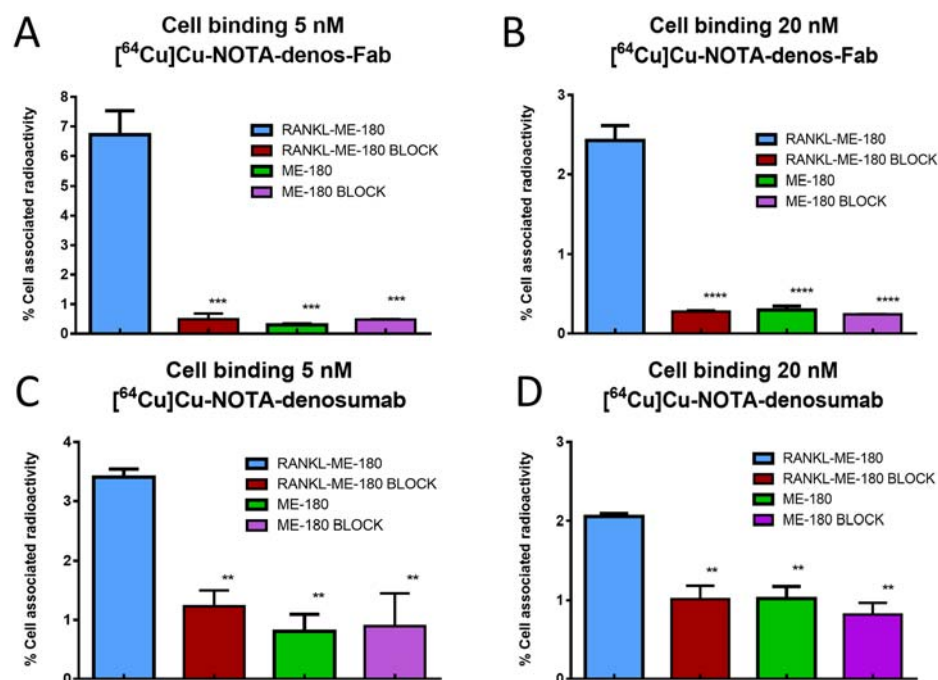 A
Cell binding 5 nM
[⁶⁴Cu]Cu-NOTA-denos-Fab
% Cell associated radioactivity
8
7
6
5
4
3
2
1
0
RANKL-ME-180
RANKL-ME-180 BLOCK
ME-180
ME-180 BLOCK
***
***
***
B
Cell binding 20 nM
[⁶⁴Cu]Cu-NOTA-denos-Fab
% Cell associated radioactivity
3
2
1
0
RANKL-ME-180
RANKL-ME-180 BLOCK
ME-180
ME-180 BLOCK
****
****
****
C
Cell binding 5 nM
[⁶⁴Cu]Cu-NOTA-denosumab
% Cell associated radioactivity
4
3
2
1
0
RANKL-ME-180
RANKL-ME-180 BLOCK
ME-180
ME-180 BLOCK
**
**
**
D
Cell binding 20 nM
[⁶⁴Cu]Cu-NOTA-denosumab
% Cell associated radioactivity
3
2
1
0
RANKL-ME-180
RANKL-ME-180 BLOCK
ME-180
ME-180 BLOCK
**
**
**